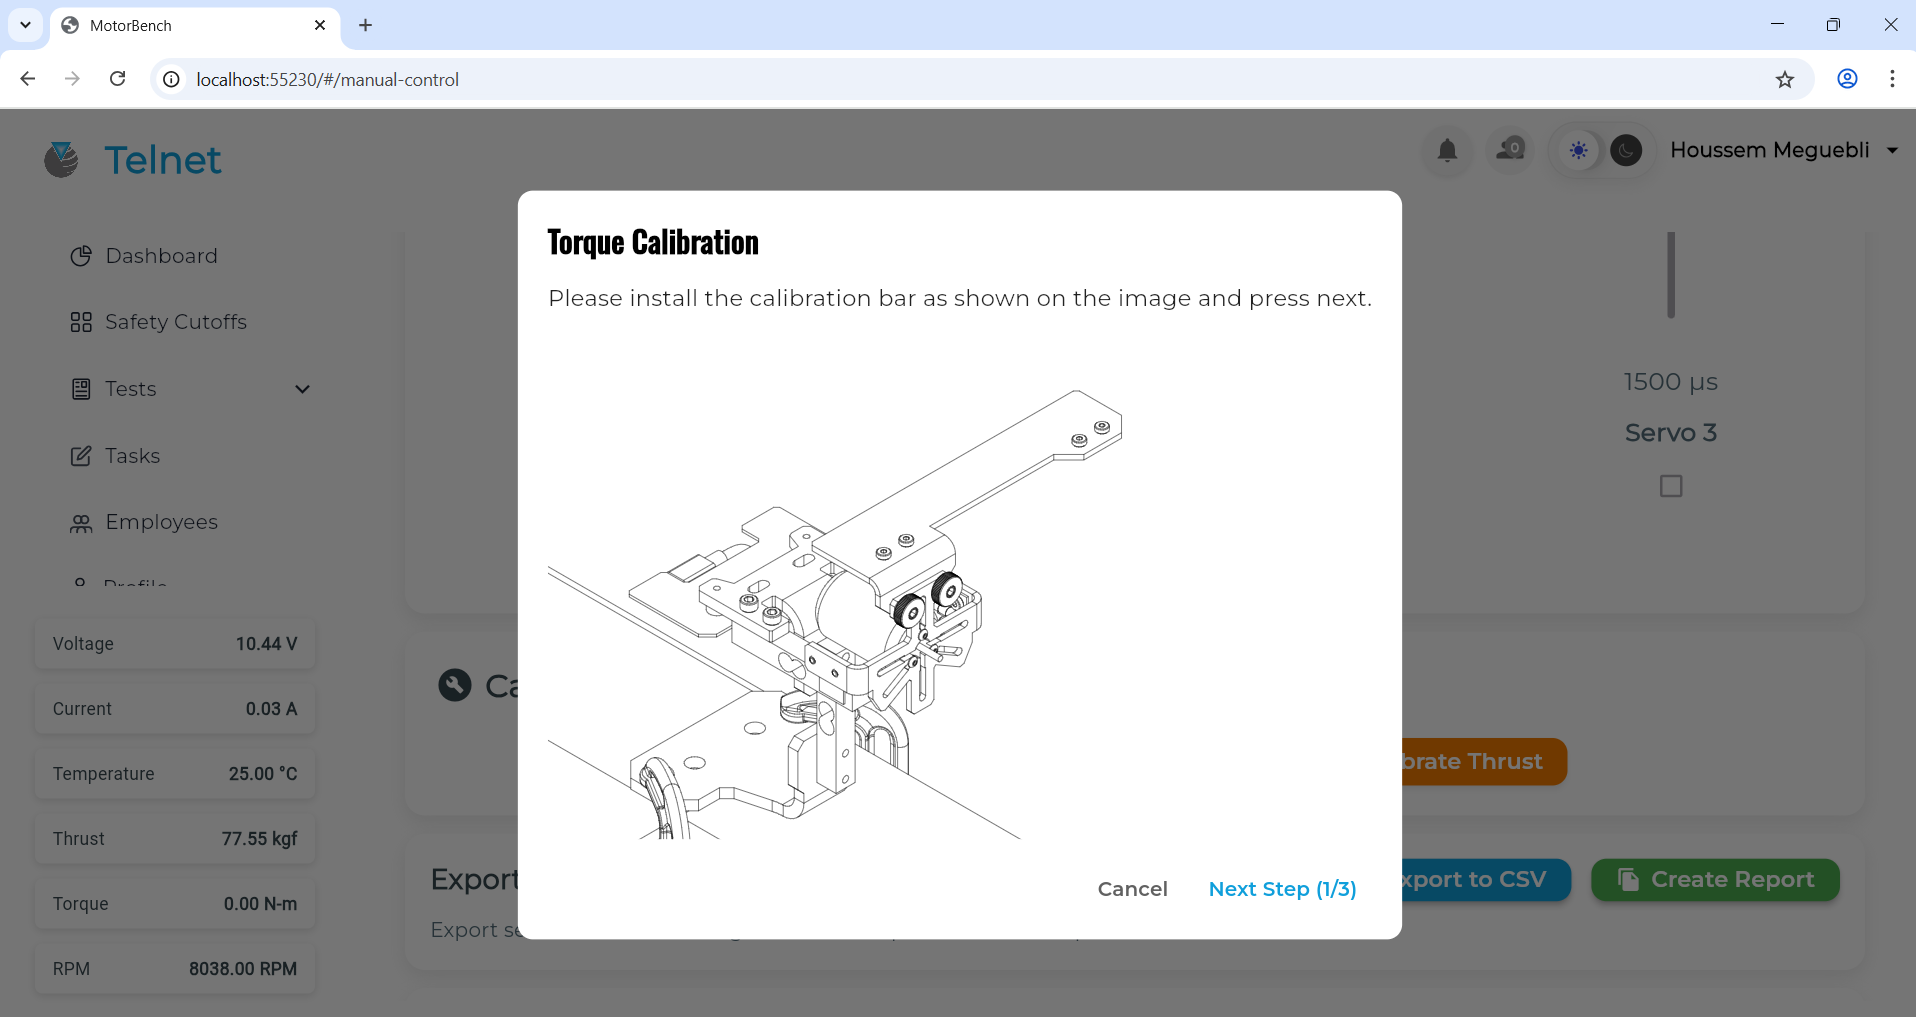 MotorBench
localhost:55230/#/manual-control
Telnet
0
Houssem Meguebli
Dashboard
Safety Cutoffs
Tests
Tasks
Employees
Profile
Voltage 10.44 V
Current 0.03 A
Temperature 25.00 °C
Thrust 77.55 kgf
Torque 0.00 N-m
RPM 8038.00 RPM
Torque Calibration
Please install the calibration bar as shown on the image and press next.
Cancel Next Step (1/3)
1500 µs
Servo 3
Ca
brate Thrust
Export
xport to CSV
Create Report
Export se